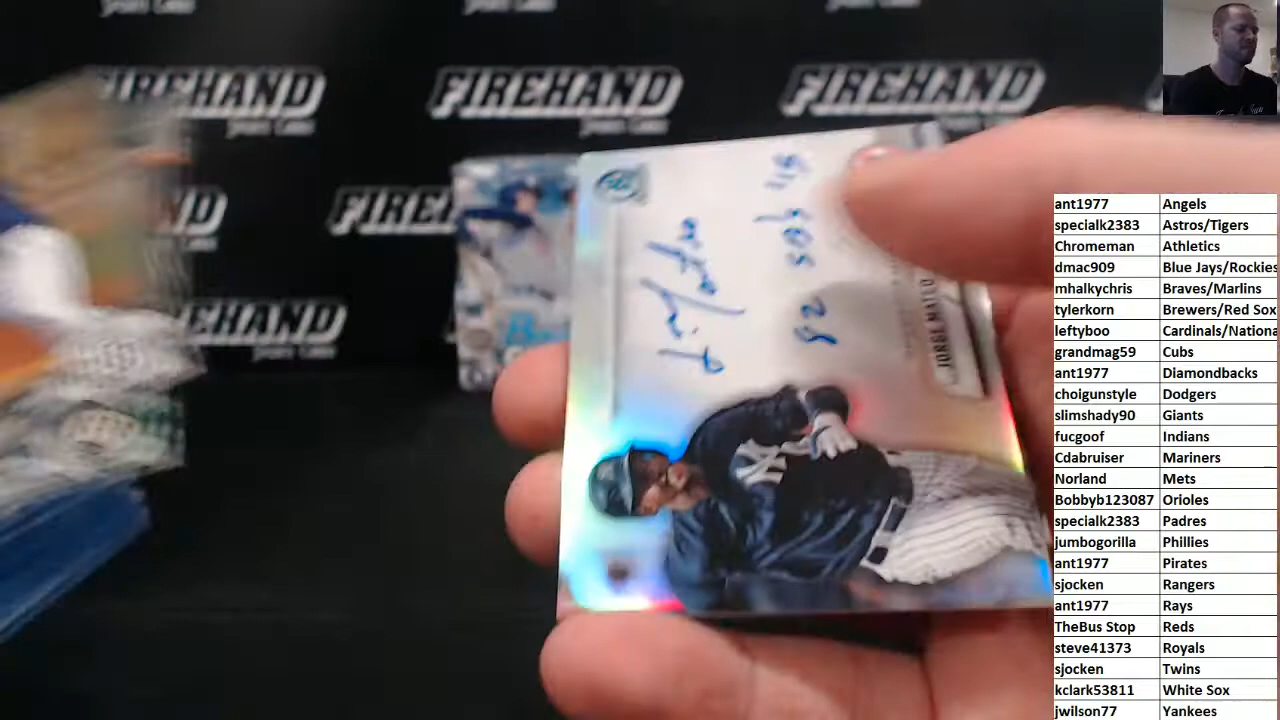 FIREHAND
FIREHAND
FIREHAND
JORGE MATEO
ant1977 Angels
specialk2383 Astros/Tigers
Chromeman Athletics
dmac909 Blue Jays/Rockies
mhalkychris Braves/Marlins
tylerkorn Brewers/Red Sox
leftyboo Cardinals/Nationa
grandmag59 Cubs
ant1977 Diamondbacks
choigunstyle Dodgers
slimshady90 Giants
fucgoof Indians
Cdabruiser Mariners
Norland Mets
Bobbyb123087 Orioles
specialk2383 Padres
jumbogorilla Phillies
ant1977 Pirates
sjocken Rangers
ant1977 Rays
TheBus Stop Reds
steve41373 Royals
sjocken Twins
kclark53811 White Sox
jwilson77 Yankees